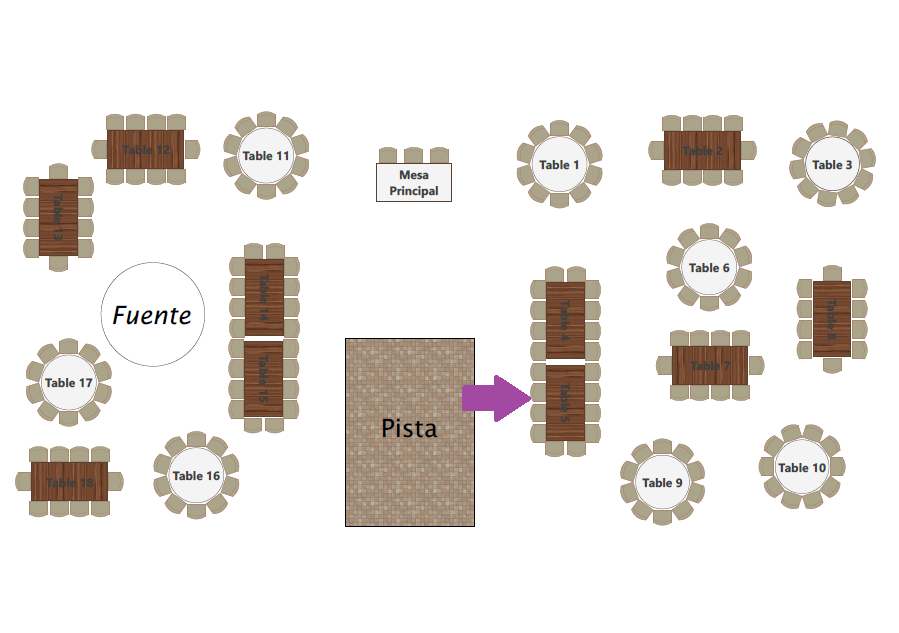 Table 12
Table 11
Table 1
Table 2
Table 3
Mesa
Principal
Table 13
Table 6
Fuente
Table 14
Table 4
Table 8
Table 7
Table 17
Table 15
Table 5
Pista
Table 18
Table 16
Table 9
Table 10